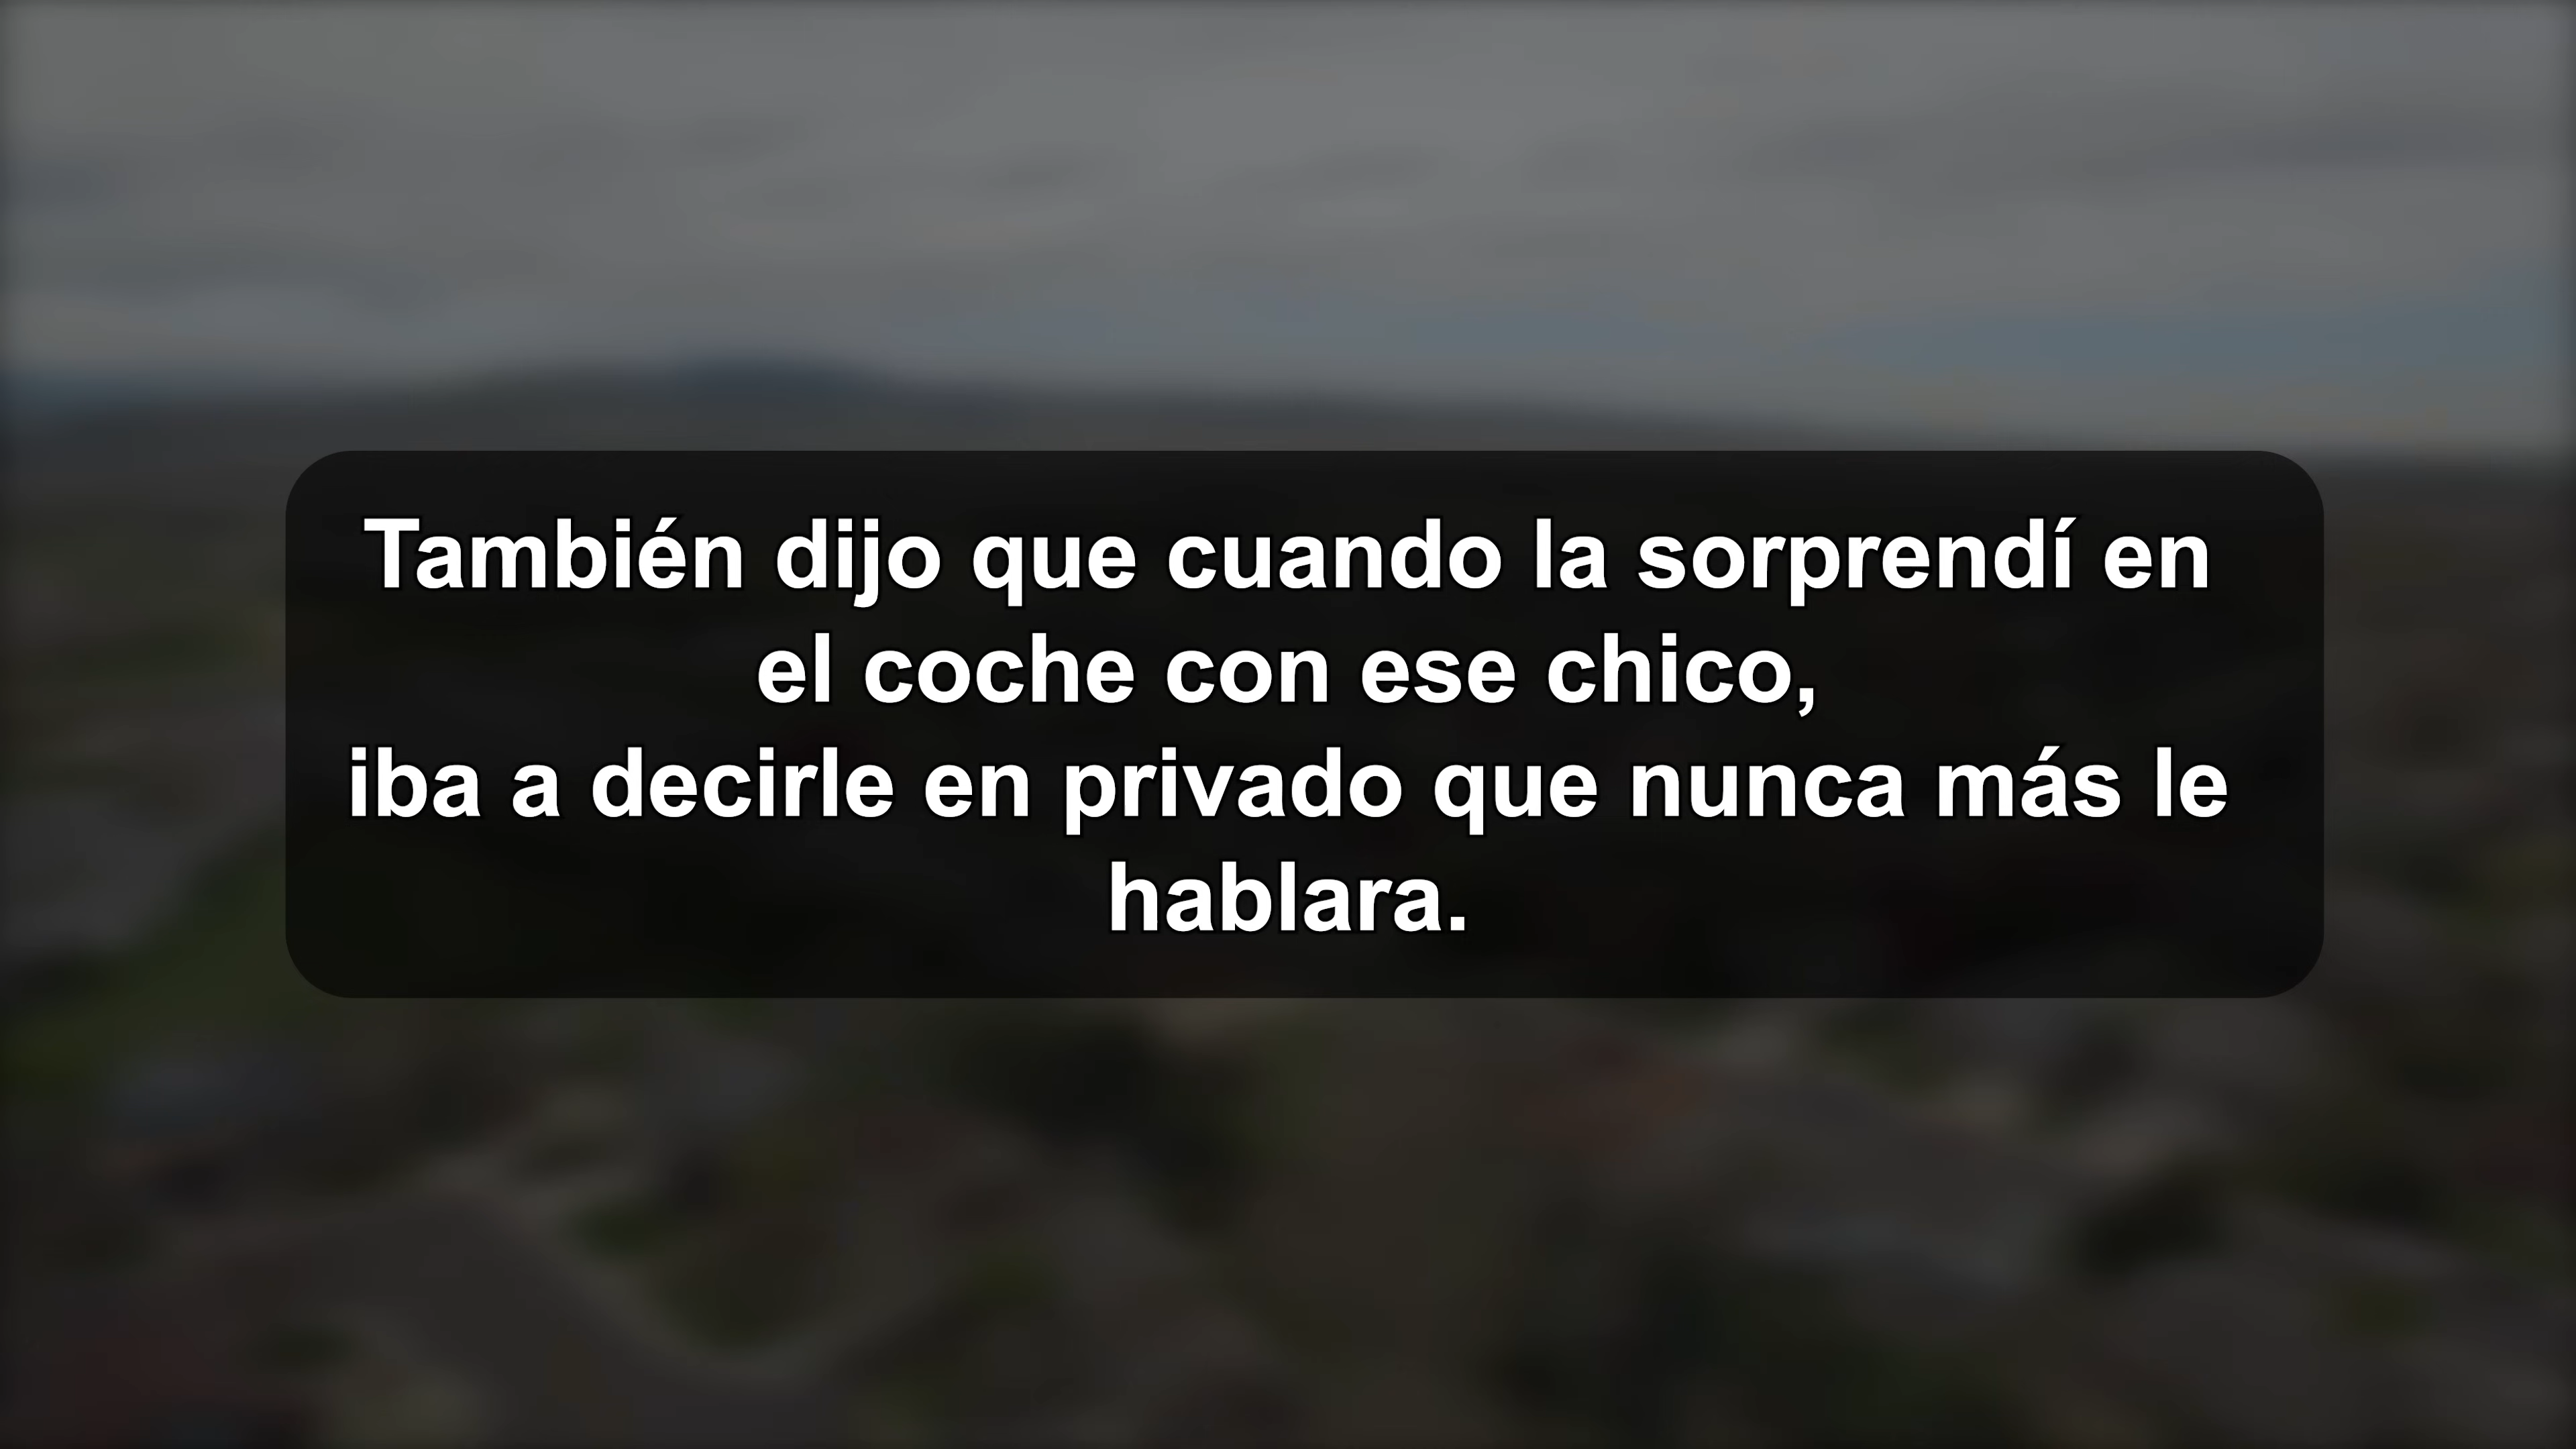 También dijo que cuando la sorprendí en
el coche con ese chico,
iba a decirle en privado que nunca más le
hablara.